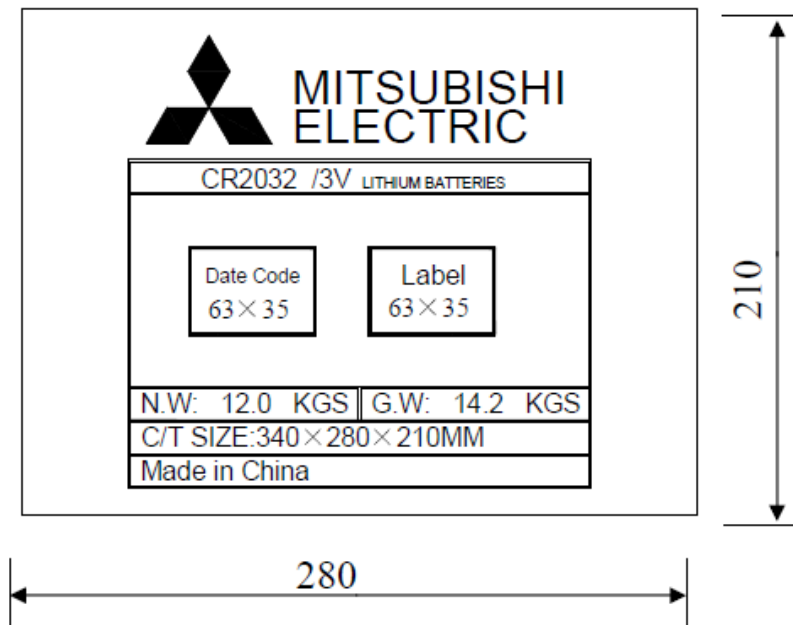 MITSUBISHI
ELECTRIC
CR2032 /3V LITHIUM BATTERIES
Date Code
63×35
Label
63×35
N.W: 12.0 KGS G.W: 14.2 KGS
C/T SIZE:340×280×210MM
Made in China
210
280